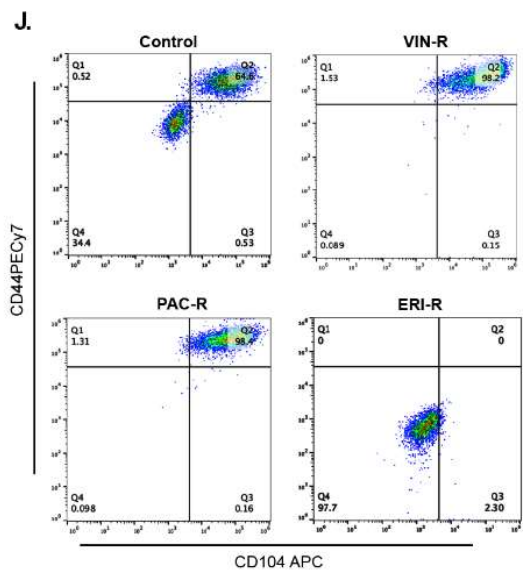 J.
Control
Q1
0.52
Q2
64.6
Q4
34.4
Q3
0.53
VIN-R
Q1
1.53
Q2
98.2
Q4
0.089
Q3
0.15
CD44PECy7
PAC-R
Q1
1.31
Q2
98.4
Q4
0.098
Q3
0.16
ERI-R
Q1
0
Q2
0
Q4
97.7
Q3
2.30
CD104 APC